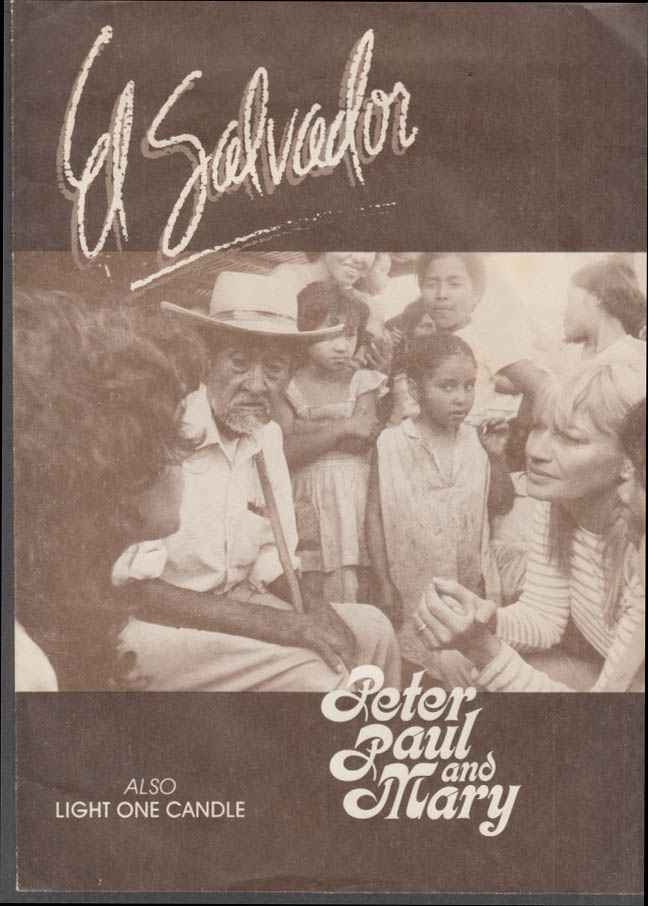 El Salvador
Peter
Paul
and
Mary
ALSO
LIGHT ONE CANDLE